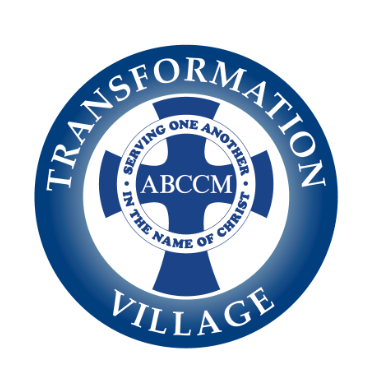 TRANSFORMATION
• SERVING ONE ANOTHER •
ABCCM
IN THE NAME OF CHRIST
VILLAGE